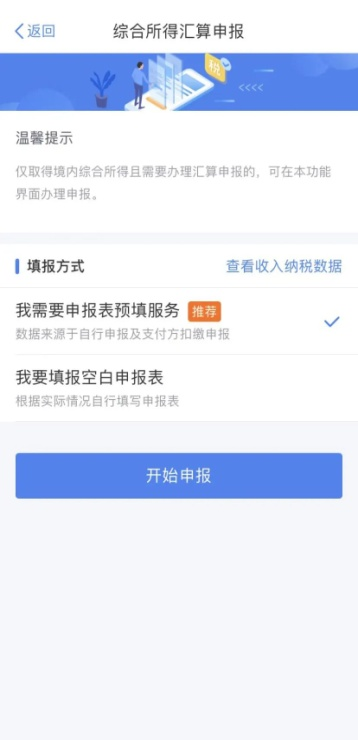 返回
综合所得汇算申报
温馨提示
仅取得境内综合所得且需要办理汇算申报的，可在本功能
界面办理申报。
填报方式
查看收入纳税数据
我需要申报表预填服务 推荐
数据来源于自行申报及支付方扣缴申报
我要填报空白申报表
根据实际情况自行填写申报表
开始申报